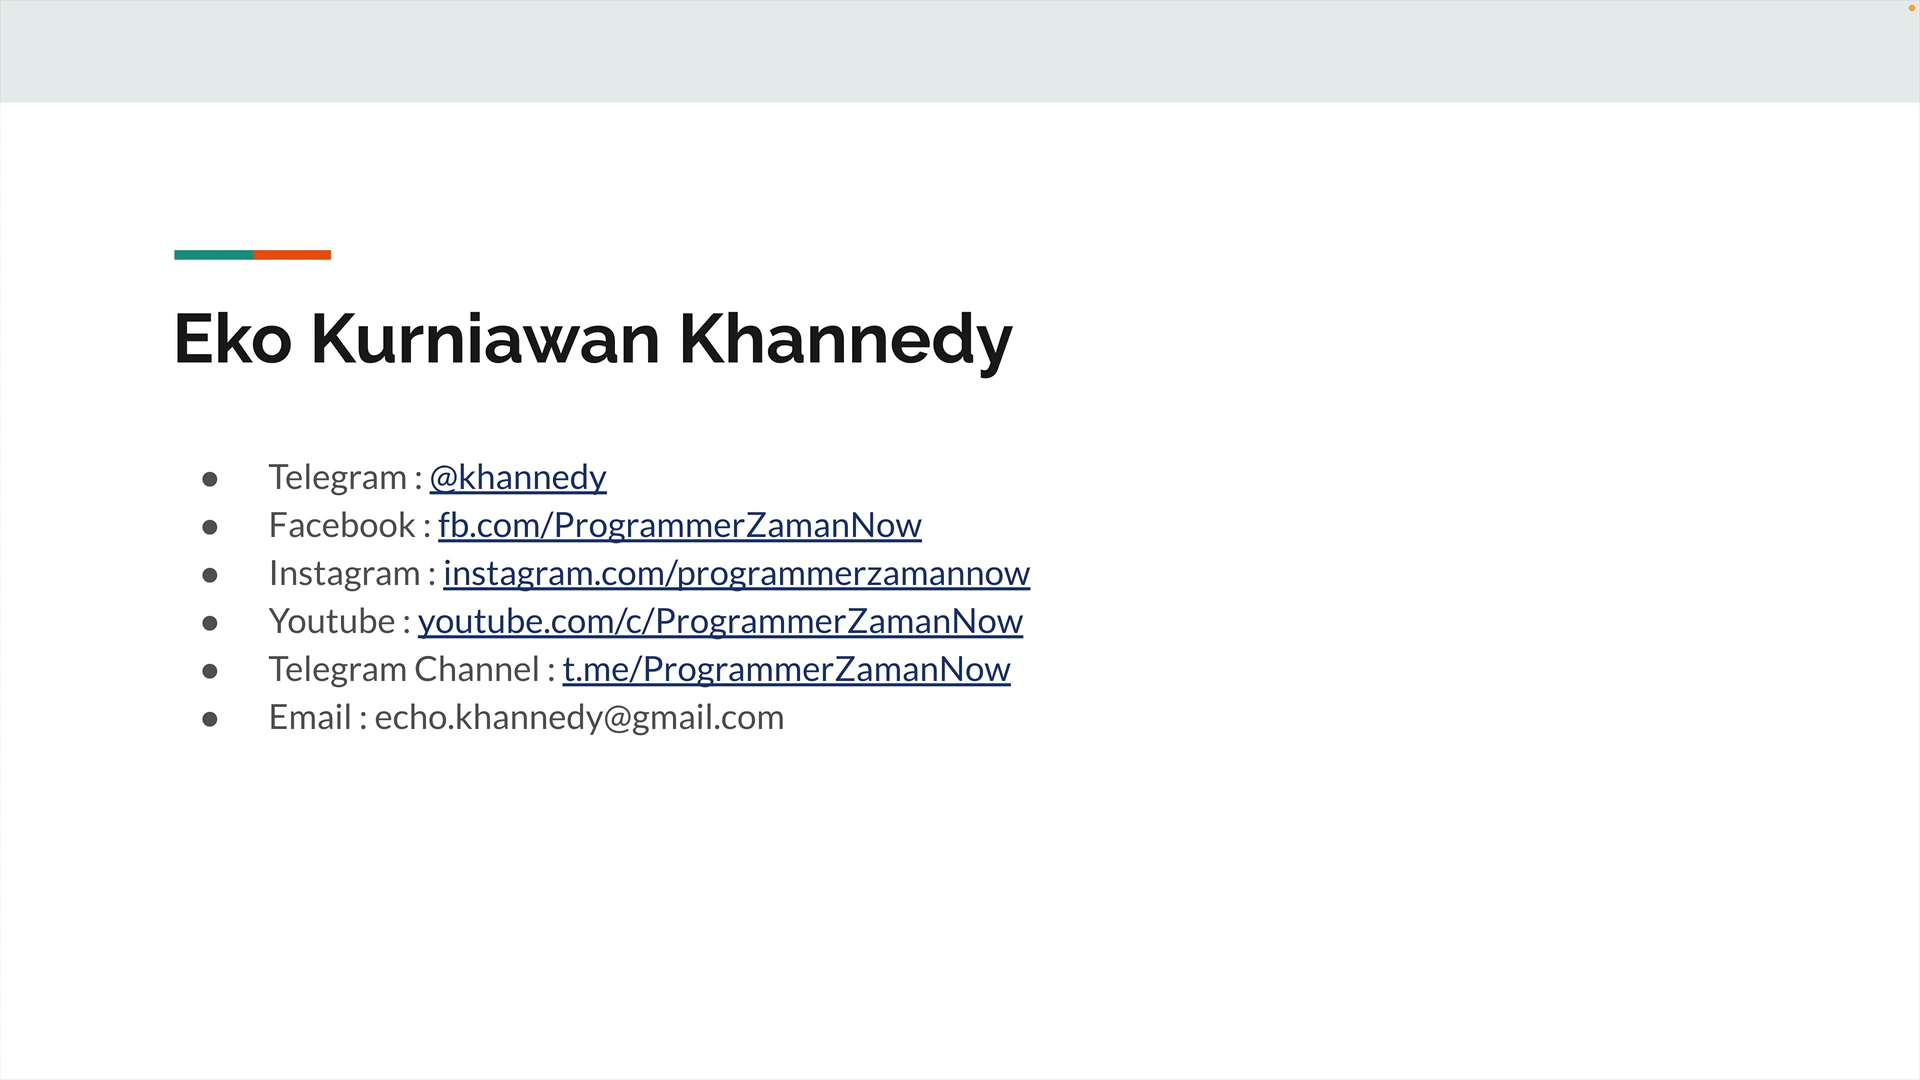 Eko Kurniawan Khannedy
● Telegram : @khannedy
● Facebook : fb.com/ProgrammerZamanNow
● Instagram : instagram.com/programmerzamannow
● Youtube : youtube.com/c/ProgrammerZamanNow
● Telegram Channel : t.me/ProgrammerZamanNow
● Email : echo.khannedy@gmail.com